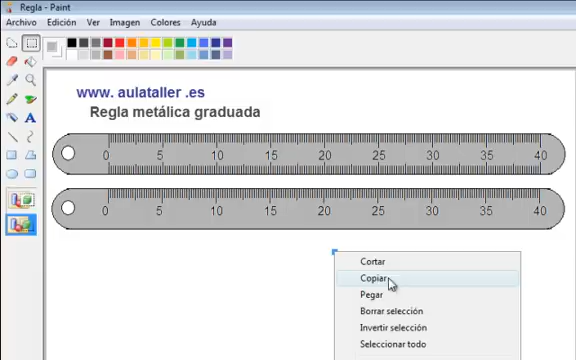 Regla - Paint
Archivo Edición Ver Imagen Colores Ayuda
www. aulataller .es
Regla metálica graduada
0 5 10 15 20 25 30 35 40
0 5 10 15 20 25 30 35 40
Cortar
Copiar
Pegar
Borrar selección
Invertir selección
Seleccionar todo